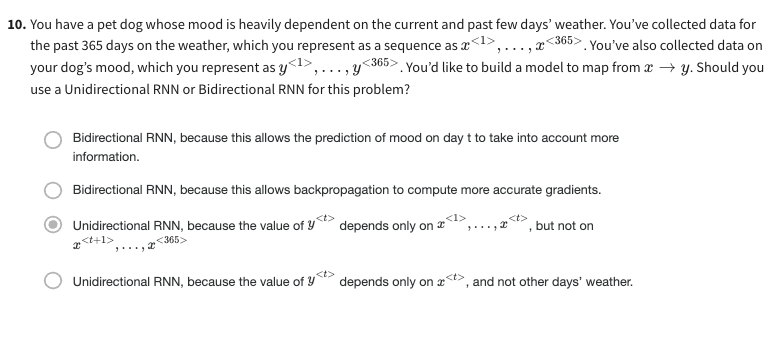 10. You have a pet dog whose mood is heavily dependent on the current and past few days’ weather. You’ve collected data for
the past 365 days on the weather, which you represent as a sequence as x<1>, . . . , x<365>. You’ve also collected data on
your dog’s mood, which you represent as y<1>, . . . , y<365>. You’d like to build a model to map from x → y. Should you
use a Unidirectional RNN or Bidirectional RNN for this problem?
Bidirectional RNN, because this allows the prediction of mood on day t to take into account more
information.
Bidirectional RNN, because this allows backpropagation to compute more accurate gradients.
Unidirectional RNN, because the value of y<t> depends only on x<1>, . . . , x<t>, but not on
x<t+1>, . . . , x<365>
Unidirectional RNN, because the value of y<t> depends only on x<t>, and not other days’ weather.